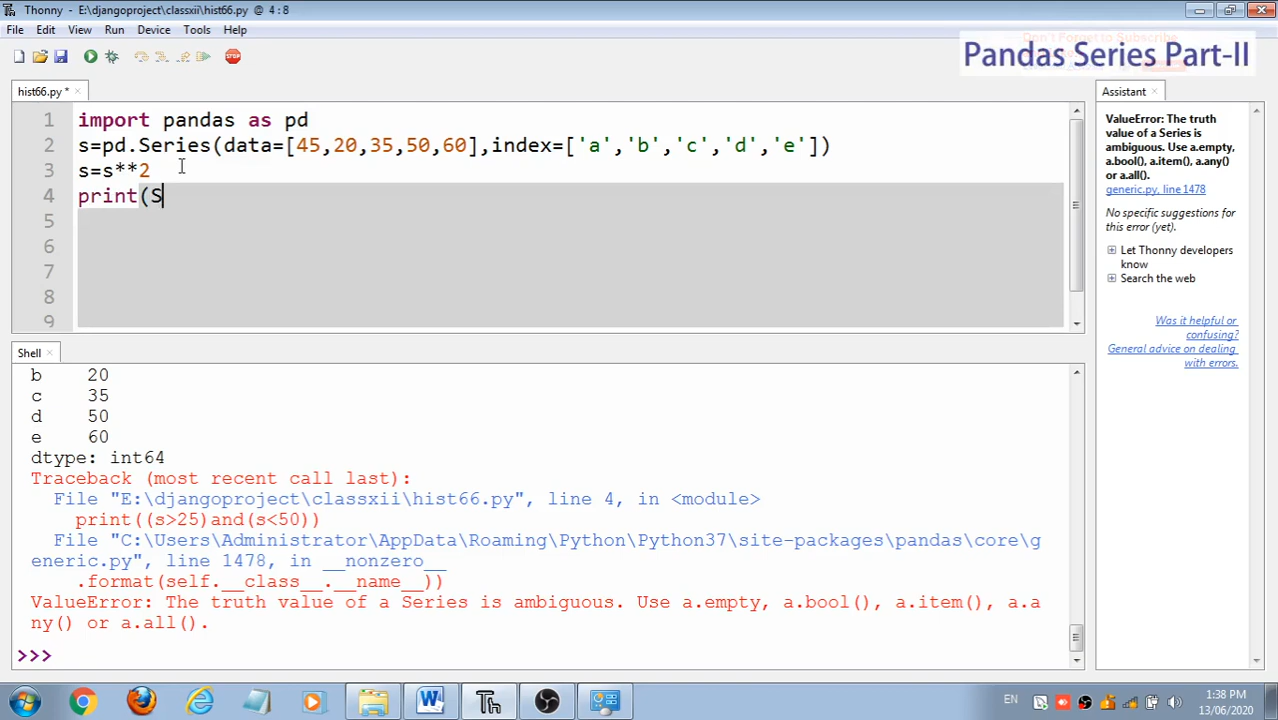 Thonny - E:\djangoproject\classxii\hist66.py @ 4:8
File Edit View Run Device Tools Help
STOP
Don't Forget to Subscribe
Pandas Series Part-II
hist66.py * ×
1 import pandas as pd
2 s=pd.Series(data=[45,20,35,50,60],index=['a','b','c','d','e'])
3 s=s**2
4 print(S
5
6
7
8
9
Shell ×
b 20
c 35
d 50
e 60
dtype: int64
Traceback (most recent call last):
File "E:\djangoproject\classxii\hist66.py", line 4, in <module>
print((s>25)and(s<50))
File "C:\Users\Administrator\AppData\Roaming\Python\Python37\site-packages\pandas\core\g
eneric.py", line 1478, in __nonzero__
.format(self.__class__.__name__))
ValueError: The truth value of a Series is ambiguous. Use a.empty, a.bool(), a.item(), a.a
ny() or a.all().
>>>
Assistant ×
ValueError: The truth
value of a Series is
ambiguous. Use a.empty,
a.bool(), a.item(), a.any()
or a.all().
generic.py, line 1478
No specific suggestions for
this error (yet).
Let Thonny developers
know
Search the web
Was it helpful or
confusing?
General advice on dealing
with errors.
EN
1:38 PM
13/06/2020